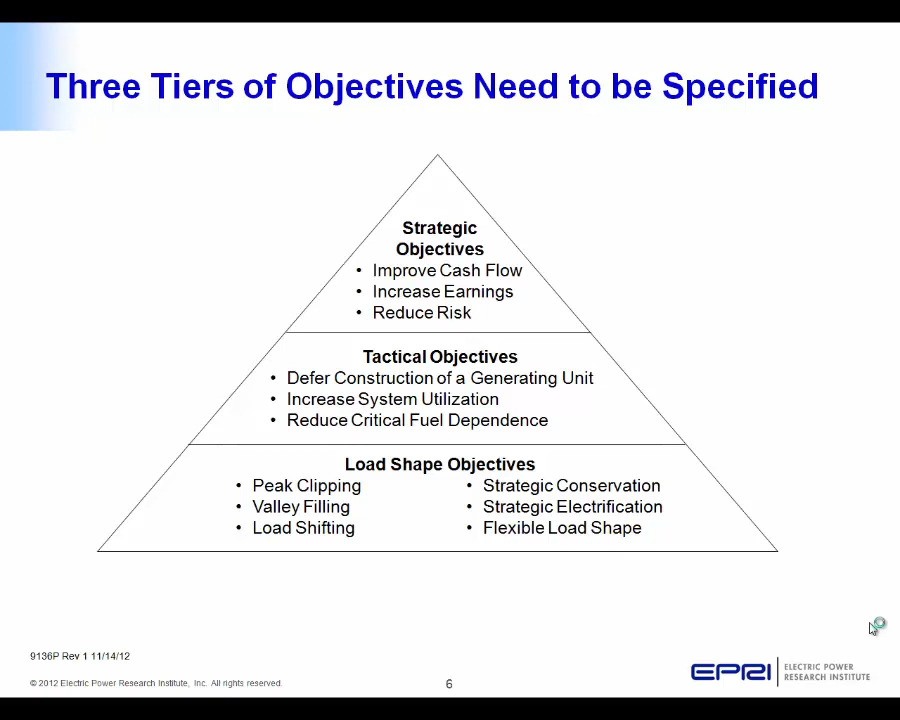 Three Tiers of Objectives Need to be Specified
Strategic
Objectives
• Improve Cash Flow
• Increase Earnings
• Reduce Risk
Tactical Objectives
• Defer Construction of a Generating Unit
• Increase System Utilization
• Reduce Critical Fuel Dependence
Load Shape Objectives
• Peak Clipping
• Valley Filling
• Load Shifting
• Strategic Conservation
• Strategic Electrification
• Flexible Load Shape
9136P Rev 1 11/14/12
© 2012 Electric Power Research Institute, Inc. All rights reserved.
6
EPRI
ELECTRIC POWER
RESEARCH INSTITUTE